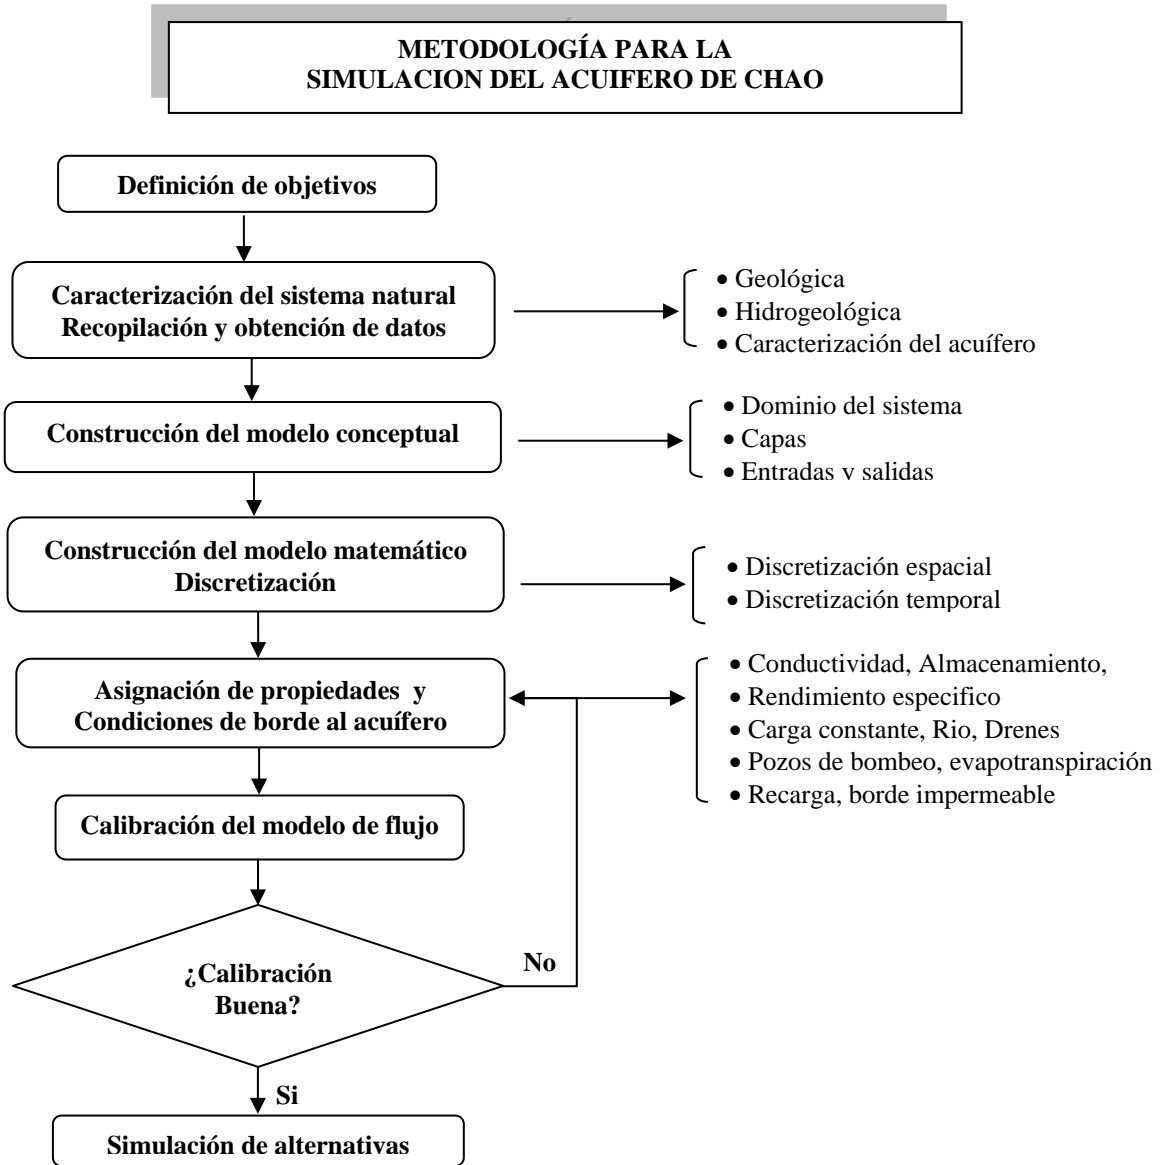 METODOLOGÍA PARA LA
SIMULACION DEL ACUIFERO DE CHAO
Definición de objetivos
Caracterización del sistema natural
Recopilación y obtención de datos
• Geológica
• Hidrogeológica
• Caracterización del acuífero
Construcción del modelo conceptual
• Dominio del sistema
• Capas
• Entradas v salidas
Construcción del modelo matemático
Discretización
• Discretización espacial
• Discretización temporal
Asignación de propiedades y
Condiciones de borde al acuífero
• Conductividad, Almacenamiento,
• Rendimiento especifico
• Carga constante, Rio, Drenes
• Pozos de bombeo, evapotranspiración
• Recarga, borde impermeable
Calibración del modelo de flujo
¿Calibración
Buena?
No
Si
Simulación de alternativas